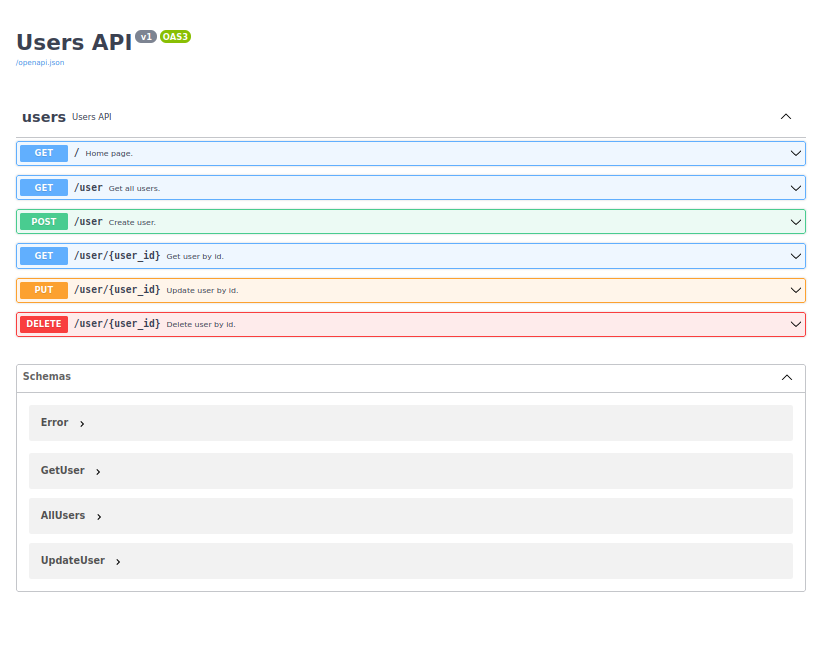 Users API v1 OAS3
/openapi.json
users Users API
GET / Home page.
GET /user Get all users.
POST /user Create user.
GET /user/{user_id} Get user by id.
PUT /user/{user_id} Update user by id.
DELETE /user/{user_id} Delete user by id.
Schemas
Error
GetUser
AllUsers
UpdateUser